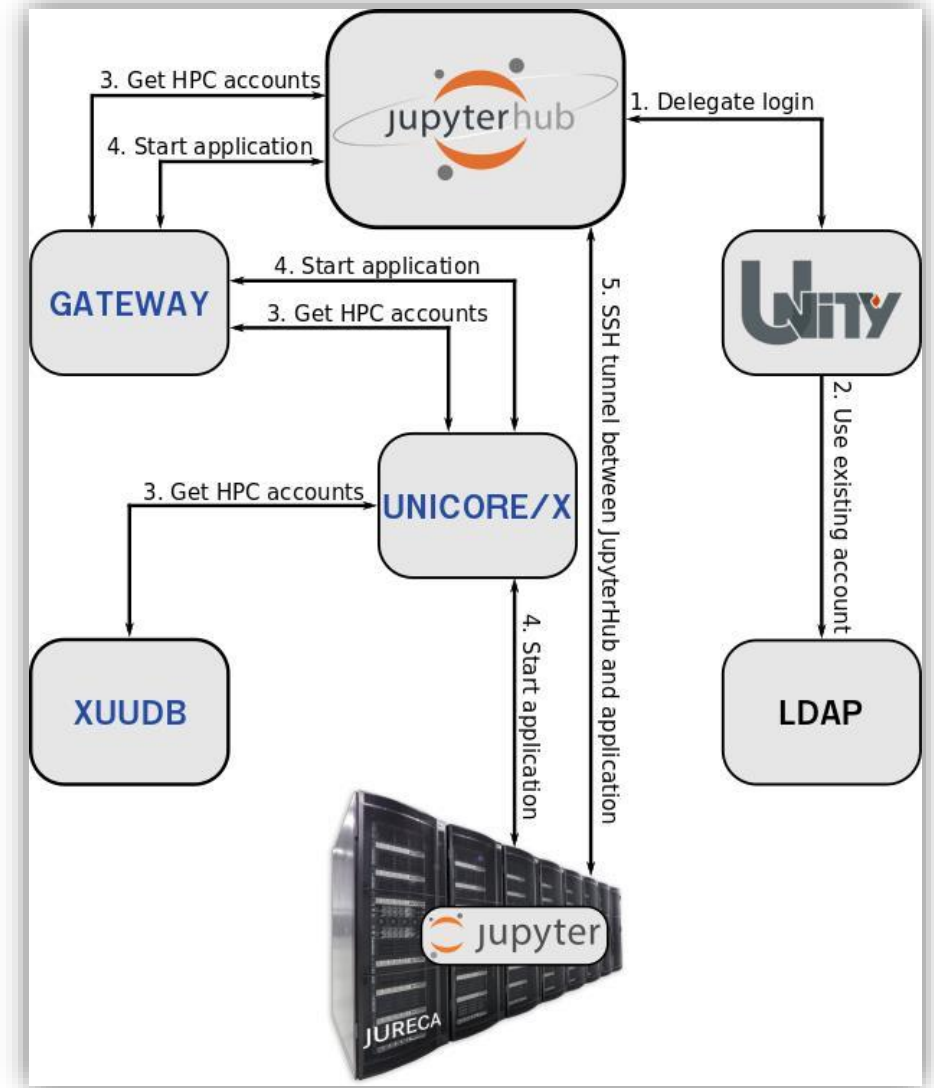 3. Get HPC accounts
jupyterhub
1. Delegate login
4. Start application
GATEWAY
4. Start application
3. Get HPC accounts
Unity
5. SSH tunnel between JupyterHub and application
2. Use existing account
3. Get HPC accounts
UNICORE/X
4. Start application
XUUDB
LDAP
jupyter
JURECA